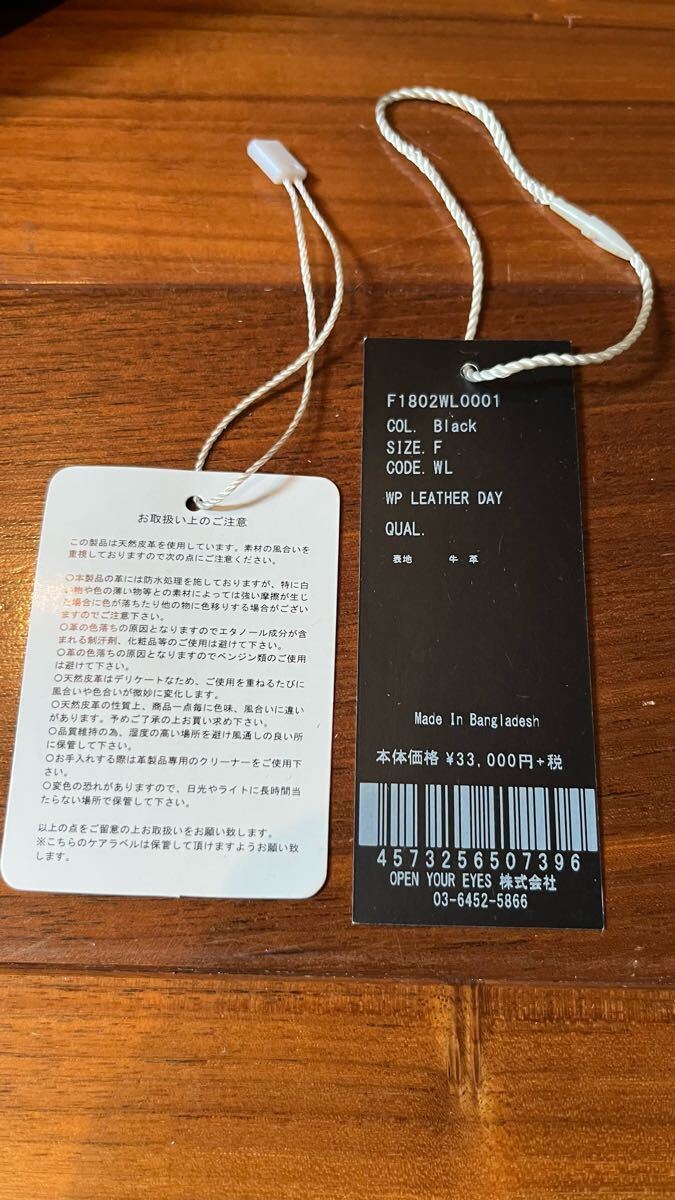 お取扱い上のご注意
この製品は天然皮革を使用しています。素材の風合いを
重視しておりますので次の点にご注意ください。
○本製品の革には防水処理を施しておりますが、特に白
い物や色の薄い物等との素材によっては強い摩擦が生じ
た場合に色が落ちたり他の物に色移りする場合がござい
ますのでご注意下さい。
○革の色落ちの原因となりますのでエタノール成分が含
まれる制汗剤、化粧品等のご使用は避けて下さい。
○革の色落ちの原因となりますのでベンジン類のご使用
は避けて下さい。
○天然皮革はデリケートなため、ご使用を重ねるたびに
風合いや色合いが微妙に変化します。
○天然皮革の性質上、商品一点毎に色味、風合いに違い
があります。予めご了承の上お買い求め下さい。
○品質維持の為、湿度の高い場所を避け風通しの良い所
に保管して下さい。
○お手入れする際は革製品専用のクリーナーをご使用下
さい。
○変色の恐れがありますので、日光やライトに長時間当
たらない場所で保管して下さい。
以上の点をご留意の上お取扱いをお願い致します。
※こちらのケアラベルは保管して頂けますようお願い致
します。
F1802WL0001
COL. Black
SIZE. F
CODE. WL
WP LEATHER DAY
QUAL.
表地 牛革
Made In Bangladesh
本体価格 ¥33,000円+税
4573256507396
OPEN YOUR EYES 株式会社
03-6452-5866